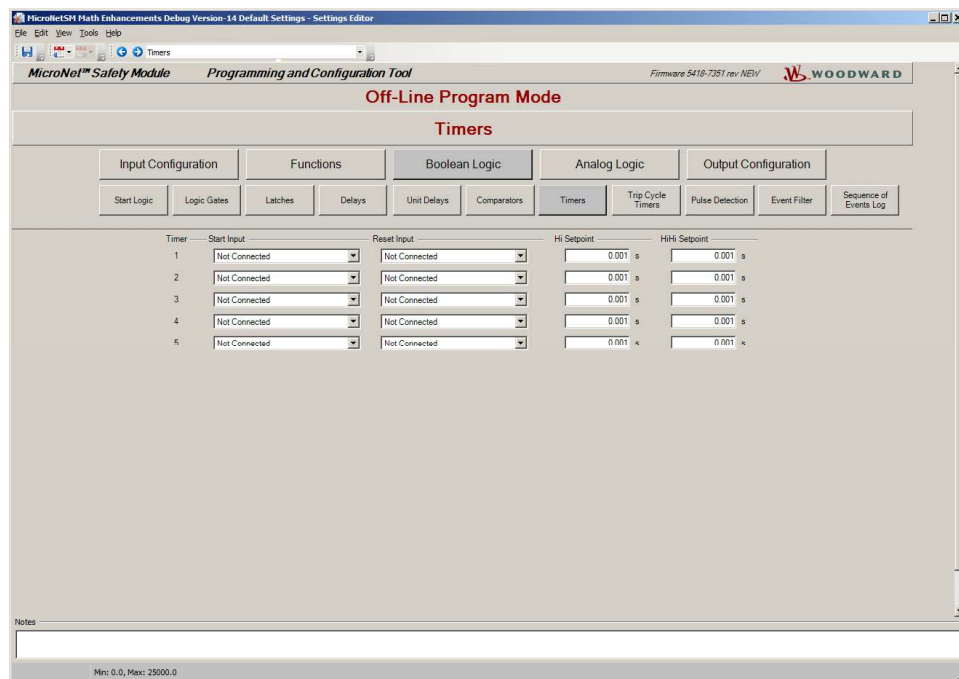 MicroNetSM Math Enhancements Debug Version-14 Default Settings - Settings Editor
File Edit View Tools Help
Timers
MicroNet™ Safety Module Programming and Configuration Tool Firmware 5418-7351 rev NEW WOODWARD
Off-Line Program Mode
Timers
Input Configuration Functions Boolean Logic Analog Logic Output Configuration
Start Logic Logic Gates Latches Delays Unit Delays Comparators Timers Trip Cycle Timers Pulse Detection Event Filter Sequence of Events Log
Timer Start Input Reset Input Hi Setpoint HiHi Setpoint
1 Not Connected Not Connected 0.001 s 0.001 s
2 Not Connected Not Connected 0.001 s 0.001 s
3 Not Connected Not Connected 0.001 s 0.001 s
4 Not Connected Not Connected 0.001 s 0.001 s
5 Not Connected Not Connected 0.001 s 0.001 s
Notes
Min: 0.0, Max: 25000.0